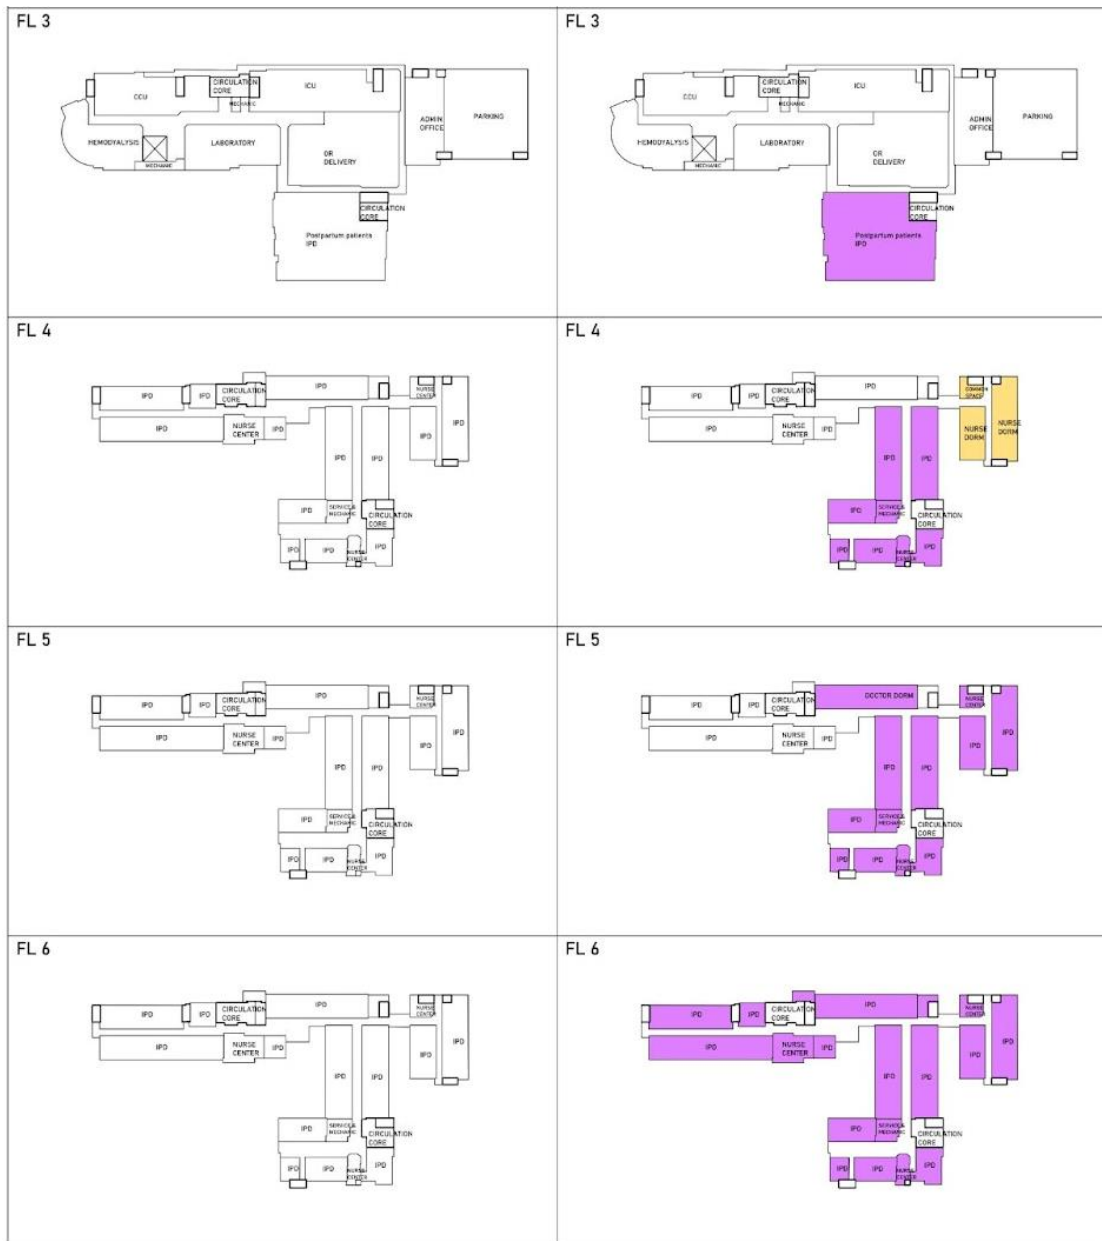 FL 3
CCU
CIRCULATION
CORE
MECHANIC
ICU
HEMODYALYSIS
MECHANIC
LABORATORY
OR
DELIVERY
ADMIN
OFFICE
PARKING
CIRCULATION
CORE
Postpartum patients
IPD
FL 3
CCU
CIRCULATION
CORE
MECHANIC
ICU
HEMODYALYSIS
MECHANIC
LABORATORY
OR
DELIVERY
ADMIN
OFFICE
PARKING
CIRCULATION
CORE
Postpartum patients
IPD
FL 4
IPD
IPD
CIRCULATION
CORE
IPD
NURSE
CENTER
IPD
IPD
NURSE
CENTER
IPD
IPD
IPD
IPD
IPD
SERVICE&
MECHANIC
CIRCULATION
CORE
IPD
IPD
NURSE
CENTER
IPD
FL 4
IPD
IPD
CIRCULATION
CORE
IPD
COMMON
SPACE
NURSE
DORM
IPD
NURSE
CENTER
IPD
IPD
IPD
NURSE
DORM
IPD
SERVICE&
MECHANIC
CIRCULATION
CORE
IPD
IPD
NURSE
CENTER
IPD
FL 5
IPD
IPD
CIRCULATION
CORE
IPD
NURSE
CENTER
IPD
IPD
NURSE
CENTER
IPD
IPD
IPD
IPD
IPD
SERVICE&
MECHANIC
CIRCULATION
CORE
IPD
IPD
NURSE
CENTER
IPD
FL 5
IPD
IPD
CIRCULATION
CORE
DOCTOR DORM
NURSE
CENTER
IPD
IPD
NURSE
CENTER
IPD
IPD
IPD
IPD
IPD
SERVICE&
MECHANIC
CIRCULATION
CORE
IPD
IPD
NURSE
CENTER
IPD
FL 6
IPD
IPD
CIRCULATION
CORE
IPD
NURSE
CENTER
IPD
IPD
NURSE
CENTER
IPD
IPD
IPD
IPD
IPD
SERVICE&
MECHANIC
CIRCULATION
CORE
IPD
IPD
NURSE
CENTER
IPD
FL 6
IPD
IPD
CIRCULATION
CORE
IPD
NURSE
CENTER
IPD
IPD
NURSE
CENTER
IPD
IPD
IPD
IPD
IPD
SERVICE&
MECHANIC
CIRCULATION
CORE
IPD
IPD
NURSE
CENTER
IPD